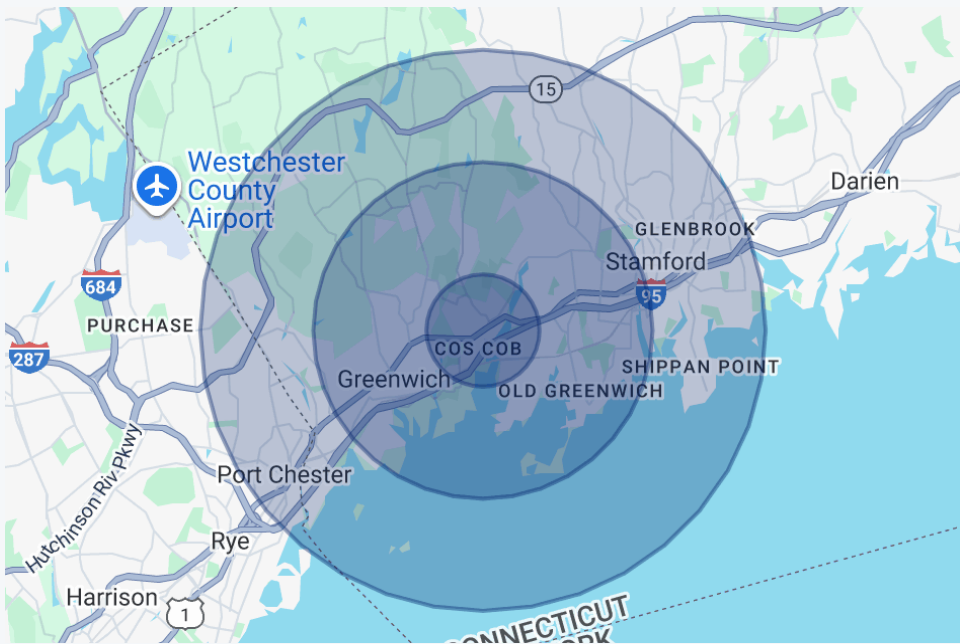 15
Westchester
County
Airport
Darien
GLENBROOK
Stamford
684
95
PURCHASE
287
COS COB
SHIPPAN POINT
Greenwich
OLD GREENWICH
Hutchinson Riv Pkwy
Port Chester
Rye
Harrison
1
CONNECTICUT